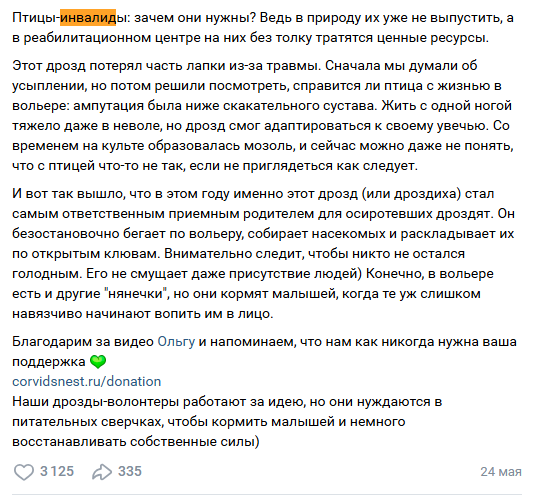 Птицы-инвалиды: зачем они нужны? Ведь в природу их уже не выпустить, а
в реабилитационном центре на них без толку тратятся ценные ресурсы.
Этот дрозд потерял часть лапки из-за травмы. Сначала мы думали об
усыплении, но потом решили посмотреть, справится ли птица с жизнью в
вольере: ампутация была ниже скакательного сустава. Жить с одной ногой
тяжело даже в неволе, но дрозд смог адаптироваться к своему увечью. Со
временем на культе образовалась мозоль, и сейчас можно даже не понять,
что с птицей что-то не так, если не приглядеться как следует.
И вот так вышло, что в этом году именно этот дрозд (или дроздиха) стал
самым ответственным приемным родителем для осиротевших дроздят. Он
безостановочно бегает по вольеру, собирает насекомых и раскладывает их
по открытым клювам. Внимательно следит, чтобы никто не остался
голодным. Его не смущает даже присутствие людей) Конечно, в вольере
есть и другие "нянечки", но они кормят малышей, когда те уж слишком
навязчиво начинают вопить им в лицо.
Благодарим за видео Ольгу и напоминаем, что нам как никогда нужна ваша
поддержка 💚
corvidsnest.ru/donation
Наши дрозды-волонтеры работают за идею, но они нуждаются в
питательных сверчках, чтобы кормить малышей и немного
восстанавливать собственные силы)
3 125 335 24 мая